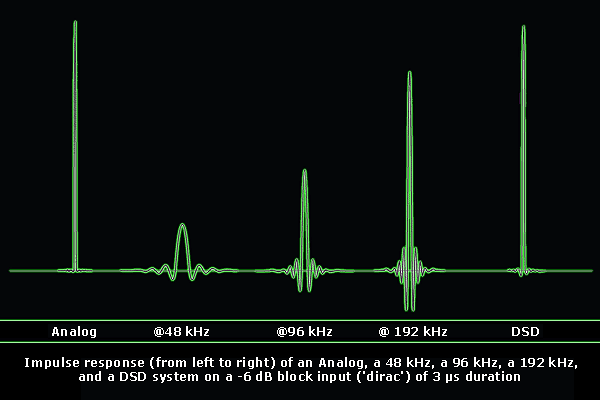 Analog @48 kHz @96 kHz @ 192 kHz DSD
Impulse response (from left to right) of an Analog, a 48 kHz, a 96 kHz, a 192 kHz,
and a DSD system on a -6 dB block input ('dirac') of 3 µs duration